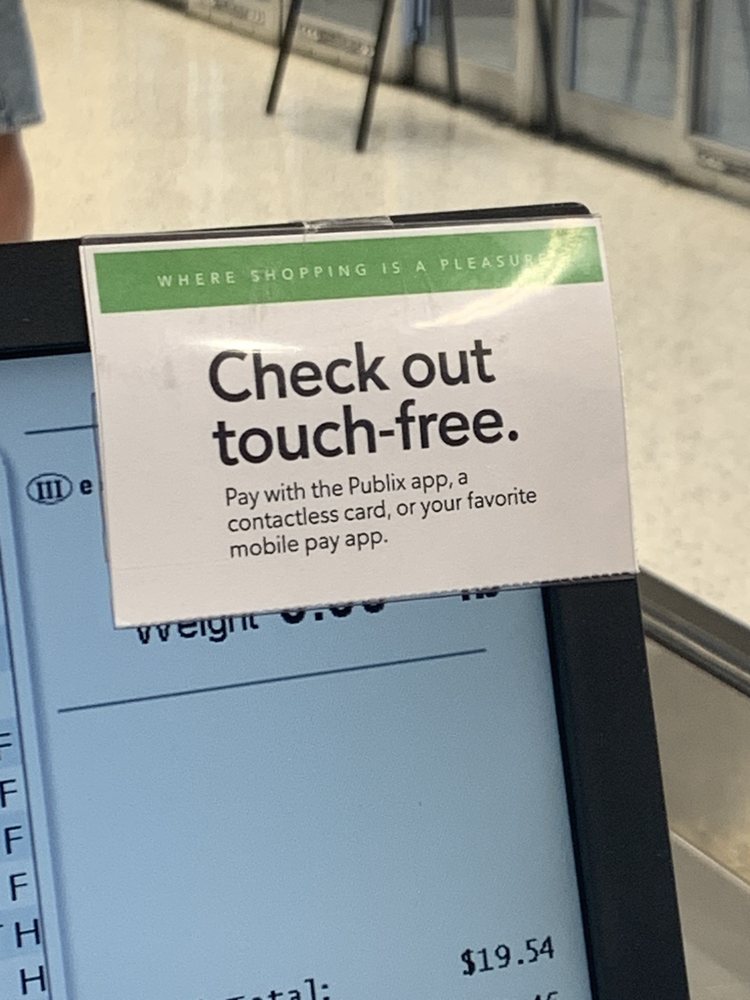 WHERE SHOPPING IS A PLEASURE
Check out
touch-free.
Pay with the Publix app, a
contactless card, or your favorite
mobile pay app.
III e
Weight
F
F
F
F
H
H
$19.54